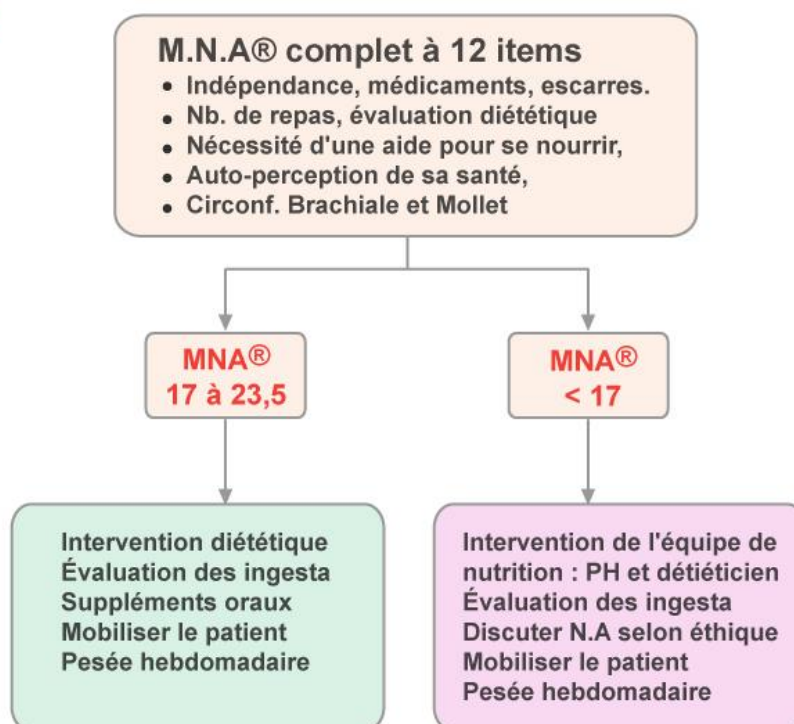 M.N.A® complet à 12 items
• Indépendance, médicaments, escarres.
• Nb. de repas, évaluation diététique
• Nécessité d'une aide pour se nourrir,
• Auto-perception de sa santé,
• Circonf. Brachiale et Mollet
MNA®
17 à 23,5
MNA®
< 17
Intervention diététique
Évaluation des ingesta
Suppléments oraux
Mobiliser le patient
Pesée hebdomadaire
Intervention de l'équipe de
nutrition : PH et détiéticien
Évaluation des ingesta
Discuter N.A selon éthique
Mobiliser le patient
Pesée hebdomadaire